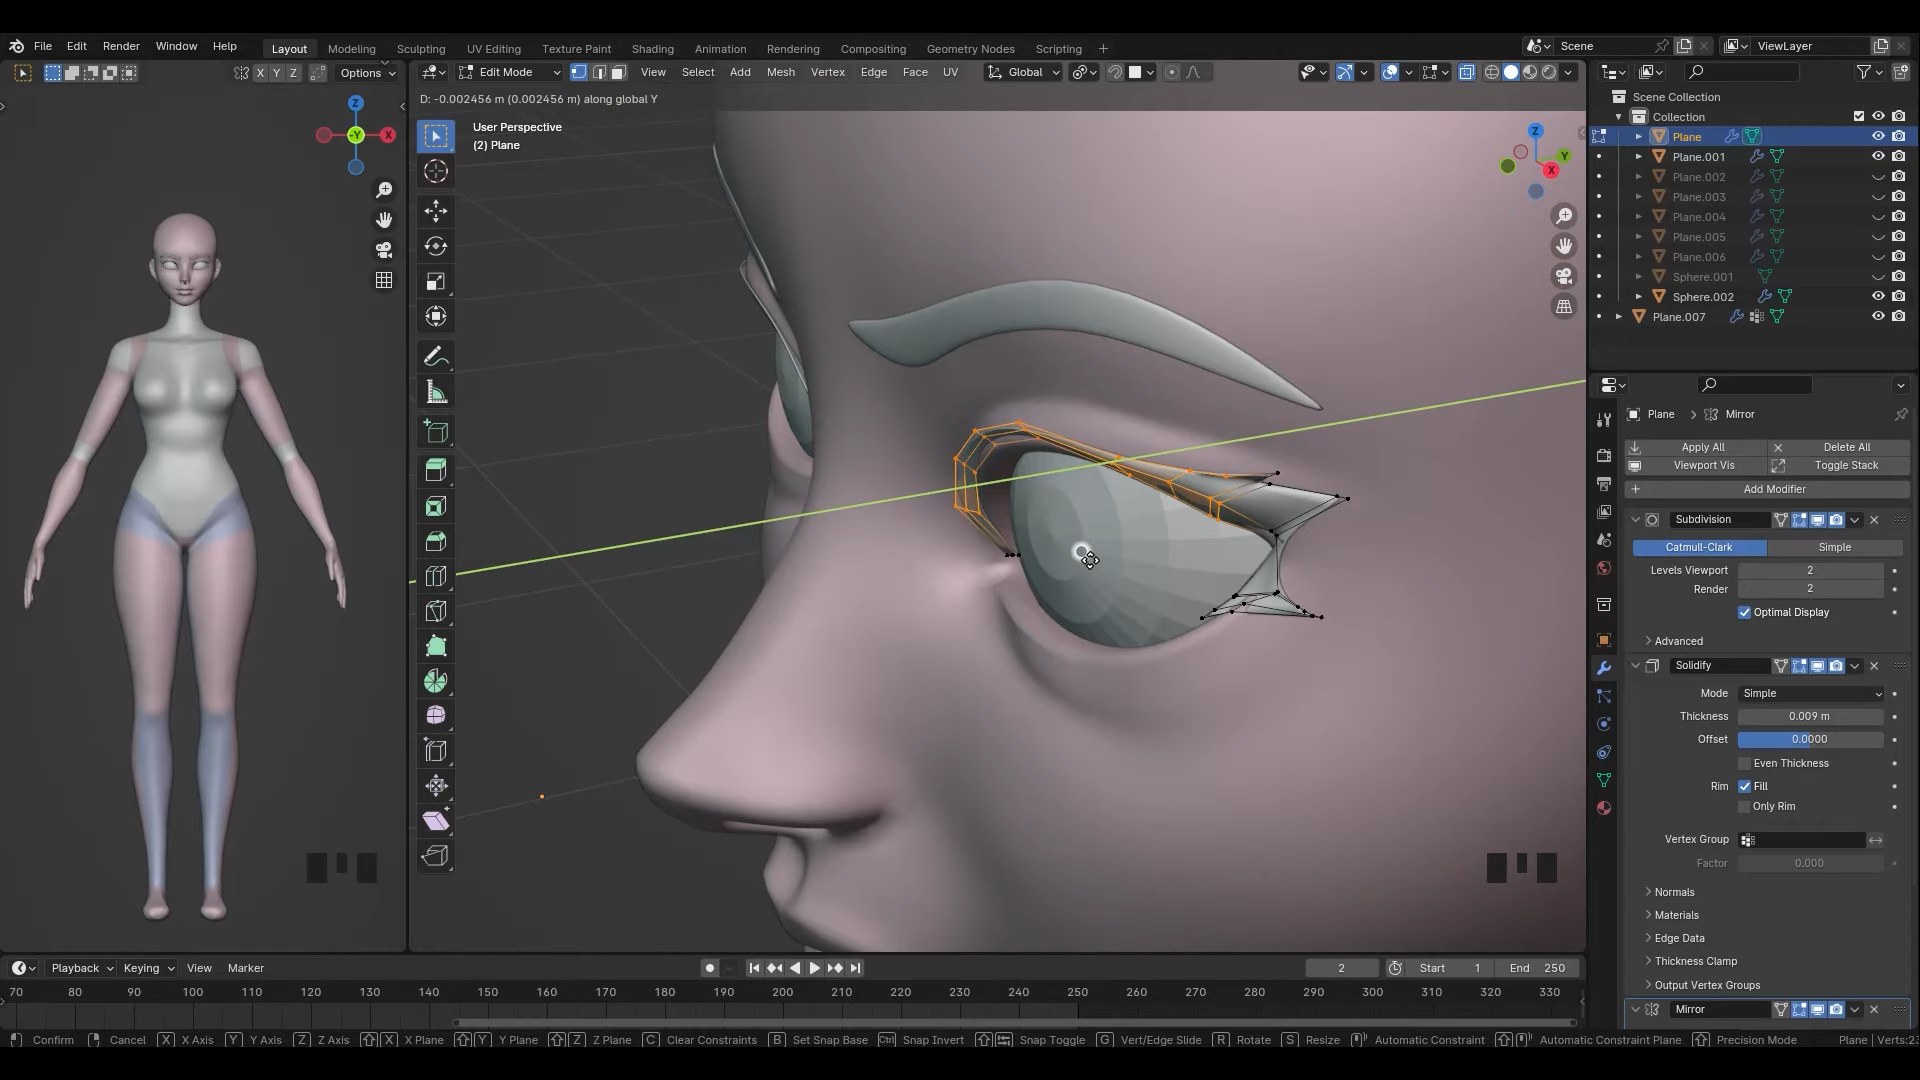 File Edit Render Window Help Layout Modeling Sculpting UV Editing Texture Paint Shading Animation Rendering Compositing Geometry Nodes Scripting + Scene ViewLayer
X Y Z Options Edit Mode View Select Add Mesh Vertex Edge Face UV Global
D: -0.002456 m (0.002456 m) along global Y
Scene Collection
Collection
Z
User Perspective
Z
-Y X
Plane
(2) Plane
Y
Plane.001
X
Plane.002
Plane.003
Plane.004
Plane.005
Plane.006
Sphere.001
Sphere.002
Plane.007
Plane > Mirror
Apply All Delete All
Viewport Vis Toggle Stack
Add Modifier
Subdivision
Catmull-Clark Simple
Levels Viewport 2
Render 2
Optimal Display
Advanced
Solidify
Mode Simple
Thickness 0.009 m
Offset 0.0000
Even Thickness
Rim Fill
Only Rim
Vertex Group
Factor 0.000
Normals
Materials
Edge Data
Thickness Clamp
Output Vertex Groups
Mirror
Playback Keying View Marker 2 Start 1 End 250
70 80 90 100 110 120 130 140 150 160 170 180 190 200 210 220 230 240 250 260 270 280 290 300 310 320 330
Confirm Cancel X X Axis Y Y Axis Z Z Axis X X Plane Y Y Plane Z Z Plane C Clear Constraints B Set Snap Base Ctrl Snap Invert Snap Toggle G Vert/Edge Slide R Rotate S Resize Automatic Constraint Automatic Constraint Plane Precision Mode Plane | Verts:23